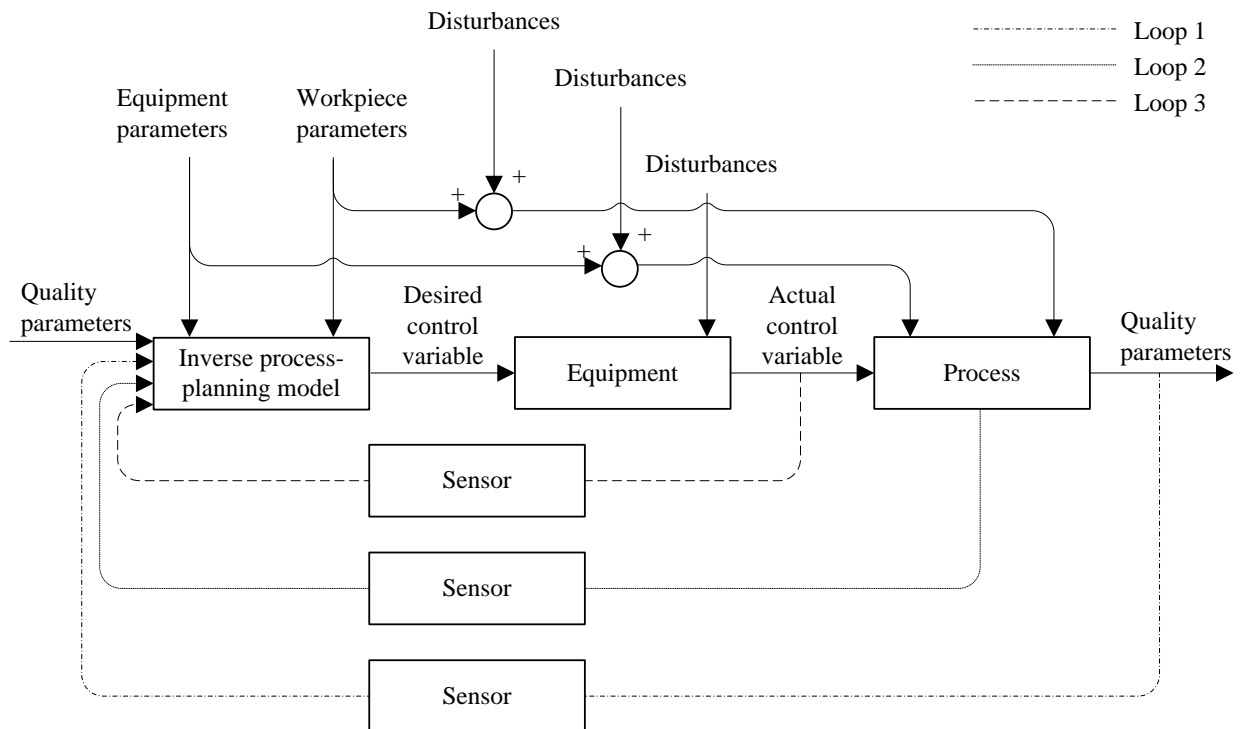 Disturbances
Loop 1
Loop 2
Loop 3
Disturbances
Equipment
parameters
Workpiece
parameters
Disturbances
+
+
+
+
Quality
parameters
Desired
control
variable
Actual
control
variable
Quality
parameters
Inverse process-
planning model
Equipment
Process
Sensor
Sensor
Sensor